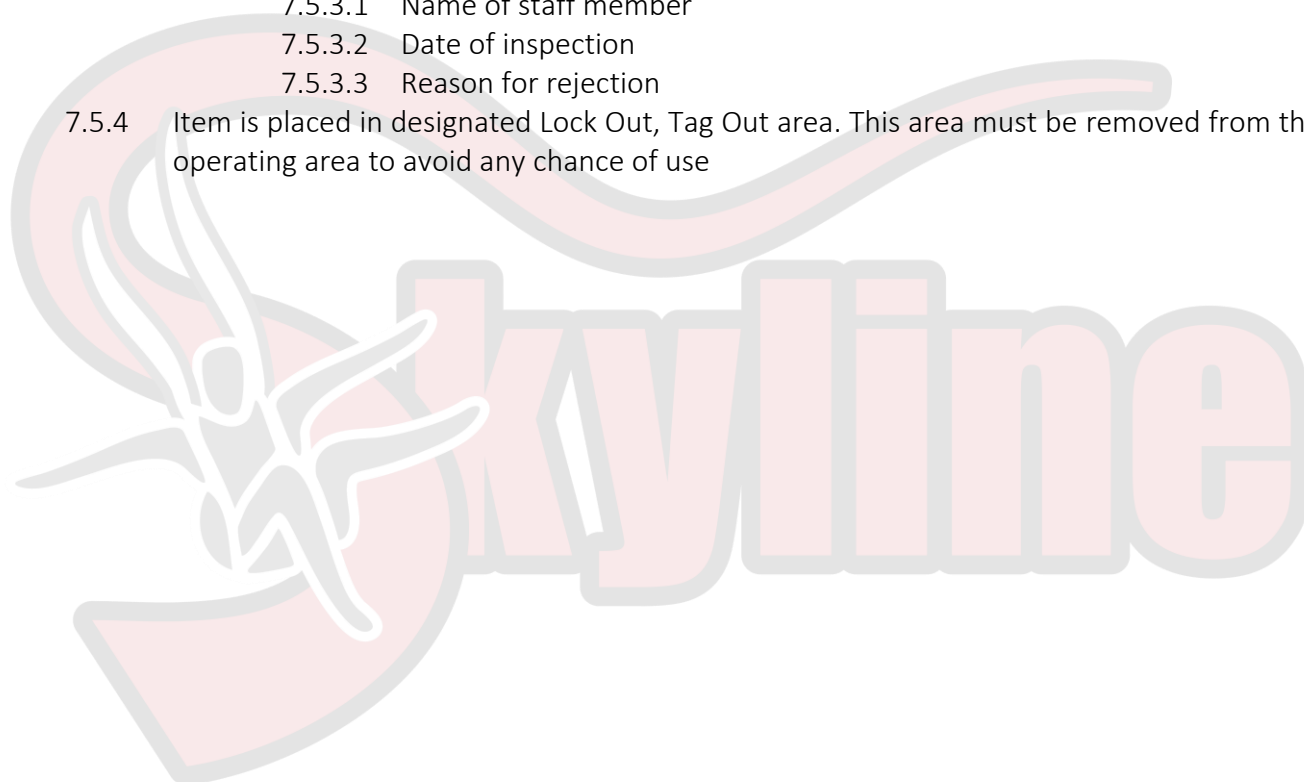 7.5.3.1 Name of staff member
7.5.3.2 Date of inspection
7.5.3.3 Reason for rejection
7.5.4 Item is placed in designated Lock Out, Tag Out area. This area must be removed from
operating area to avoid any chance of use
Skyline